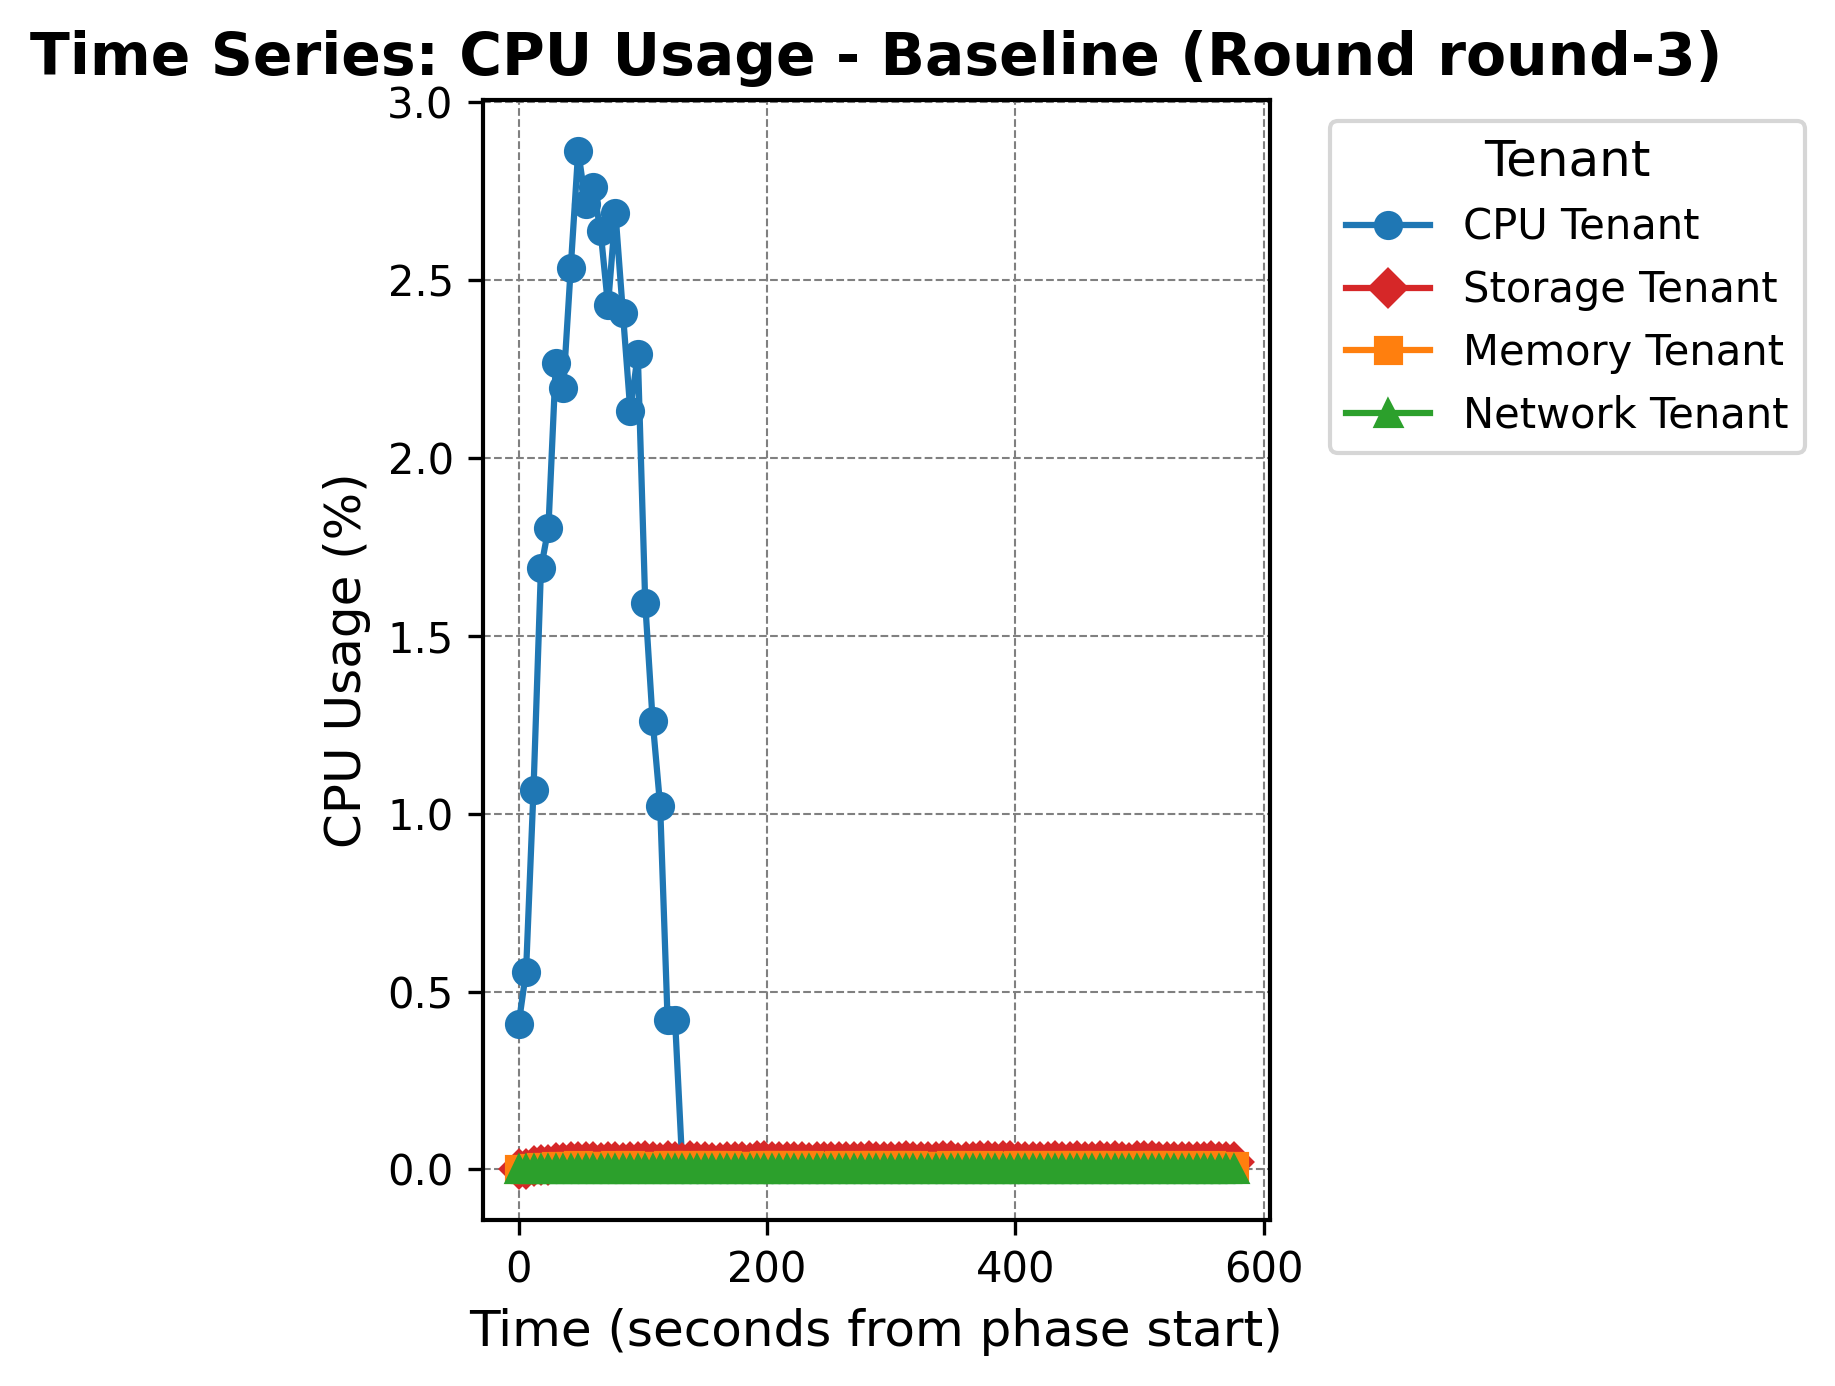 Time Series: CPU Usage - Baseline (Round round-3)
3.0
2.5
2.0
1.5
1.0
0.5
0.0
CPU Usage (%)
0 200 400 600
Time (seconds from phase start)
Tenant
CPU Tenant
Storage Tenant
Memory Tenant
Network Tenant